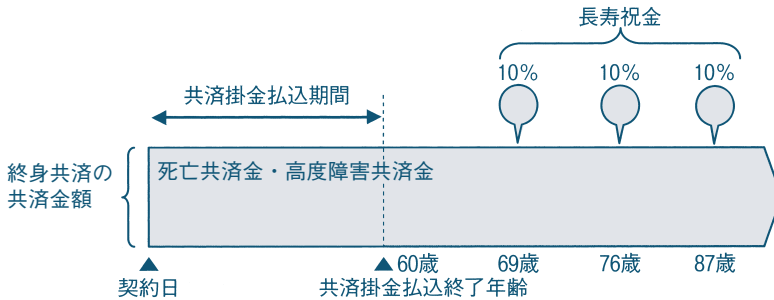 長寿祝金
10% 10% 10%
共済掛金払込期間
終身共済の
共済金額
死亡共済金・高度障害共済金
60歳 69歳 76歳 87歳
契約日 共済掛金払込終了年齢